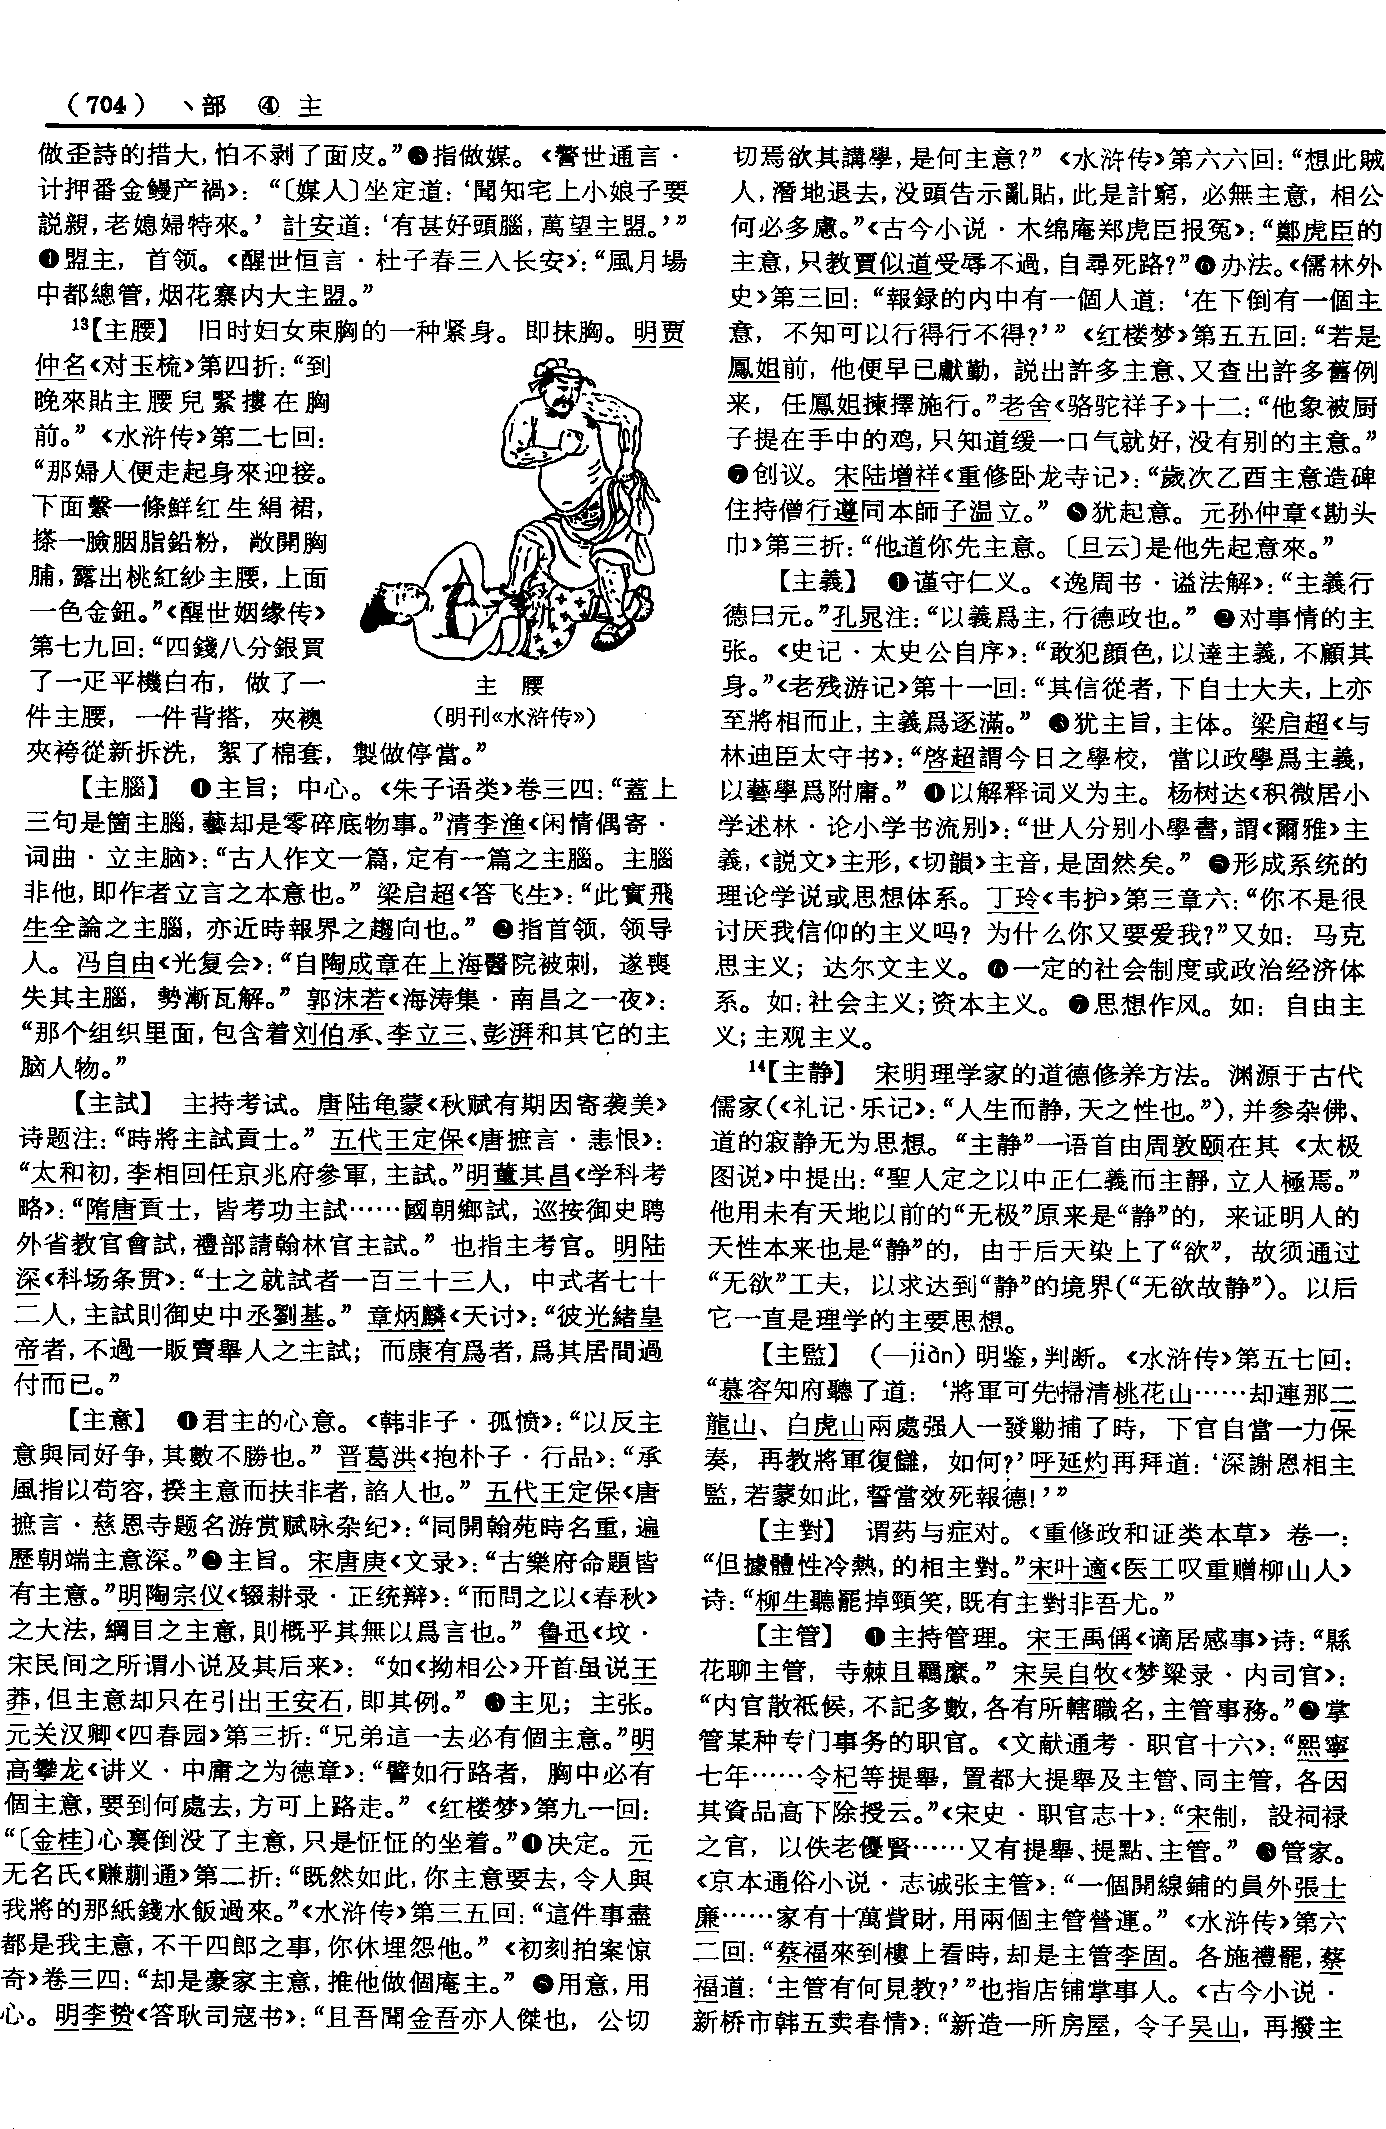 （704） 丶部 ④ 主
做歪詩的措大，怕不剥了面皮。”❸指做媒。《警世通言·
计押番金鳗产禍》：“〔媒人〕坐定道：‘聞知宅上小娘子要
説親，老媳婦特來。’ 計安道：‘有甚好頭腦，萬望主盟。’”
❹盟主，首领。《醒世恒言·杜子春三入长安》：“風月場
中都總管，烟花寨内大主盟。”
13【主腰】 旧时妇女束胸的一种紧身。即抹胸。明贾
仲名《对玉梳》第四折：“到
晚來貼主腰兒緊摟在胸
前。”《水浒传》第二七回：
“那婦人便走起身來迎接。
下面繫一條鮮红生絹裙，
搽一臉胭脂鉛粉，敞開胸
脯，露出桃紅紗主腰，上面
一色金鈕。”《醒世姻缘传》
第七九回：“四錢八分銀買
了一疋平機白布，做了一
件主腰，一件背搭，夾襖
夾袴從新拆洗，絮了棉套，製做停當。”
主 腰
（明刊《水浒传》）
【主腦】 ❶主旨；中心。《朱子语类》卷三四：“蓋上
三句是箇主腦，藝却是零碎底物事。”清李渔《闲情偶寄·
词曲·立主脑》：“古人作文一篇，定有一篇之主腦。主腦
非他，即作者立言之本意也。” 梁启超《答飞生》：“此實飛
生全論之主腦，亦近時報界之趨向也。” ❷指首领，领导
人。冯自由《光复会》：“自陶成章在上海醫院被刺，遂喪
失其主腦，勢漸瓦解。” 郭沫若《海涛集·南昌之一夜》：
“那个组织里面，包含着刘伯承、李立三、彭湃和其它的主
脑人物。”
【主試】 主持考试。唐陆龟蒙《秋赋有期因寄袭美》
诗题注：“時將主試貢士。” 五代王定保《唐摭言·恚恨》：
“太和初，李相回任京兆府參軍，主試。”明董其昌《学科考
略》：“隋唐貢士，皆考功主試……國朝鄉試，巡按御史聘
外省教官會試，禮部請翰林官主試。” 也指主考官。明陆
深《科场条贯》：“士之就試者一百三十三人，中式者七十
二人，主試則御史中丞劉基。” 章炳麟《天讨》：“彼光緒皇
帝者，不過一販賣舉人之主試；而康有爲者，爲其居間過
付而已。”
【主意】 ❶君主的心意。《韩非子·孤愤》：“以反主
意與同好争，其數不勝也。” 晋葛洪《抱朴子·行品》：“承
風指以苟容，揆主意而扶非者，諂人也。” 五代王定保《唐
摭言·慈恩寺题名游赏赋咏杂纪》：“同開翰苑時名重，遍
歷朝端主意深。”❷主旨。宋唐庚《文录》：“古樂府命題皆
有主意。”明陶宗仪《辍耕录·正统辩》：“而問之以《春秋》
之大法，綱目之主意，則概乎其無以爲言也。” 鲁迅《坟·
宋民间之所谓小说及其后来》：“如《拗相公》开首虽说王
莽，但主意却只在引出王安石，即其例。” ❸主见；主张。
元关汉卿《四春园》第三折：“兄弟這一去必有個主意。”明
高攀龙《讲义·中庸之为德章》：“譬如行路者，胸中必有
個主意，要到何處去，方可上路走。” 《红楼梦》第九一回：
“〔金桂〕心裏倒没了主意，只是怔怔的坐着。”❹决定。元
无名氏《赚蒯通》第二折：“既然如此，你主意要去，令人與
我將的那紙錢水飯過來。”《水浒传》第三五回：“這件事盡
都是我主意，不干四郎之事，你休埋怨他。” 《初刻拍案惊
奇》卷三四：“却是豪家主意，推他做個庵主。” ❺用意，用
心。明李贽《答耿司寇书》：“且吾聞金吾亦人傑也，公切
切焉欲其講學，是何主意？” 《水浒传》第六六回：“想此賊
人，潛地退去，没頭告示亂貼，此是計窮，必無主意，相公
何必多慮。”《古今小说·木绵庵郑虎臣报冤》：“鄭虎臣的
主意，只教賈似道受辱不過，自尋死路？”❻办法。《儒林外
史》第三回：“報録的内中有一個人道：‘在下倒有一個主
意，不知可以行得行不得？’” 《红楼梦》第五五回：“若是
鳳姐前，他便早已獻勤，説出許多主意、又查出許多舊例
来，任鳳姐揀擇施行。”老舍《骆驼祥子》十二：“他象被厨
子提在手中的鸡，只知道缓一口气就好，没有别的主意。”
❼创议。宋陆增祥《重修卧龙寺记》：“歲次乙酉主意造碑
住持僧行遵同本師子温立。” ❽犹起意。元孙仲章《勘头
巾》第三折：“他道你先主意。〔旦云〕是他先起意來。”
【主義】 ❶谨守仁义。《逸周书·谥法解》：“主義行
德曰元。”孔晁注：“以義爲主，行德政也。” ❷对事情的主
张。《史记·太史公自序》：“敢犯顔色，以達主義，不顧其
身。”《老残游记》第十一回：“其信從者，下自士大夫，上亦
至將相而止，主義爲逐滿。” ❸犹主旨，主体。梁启超《与
林迪臣太守书》：“啓超謂今日之學校，當以政學爲主義，
以藝學爲附庸。” ❹以解释词义为主。杨树达《积微居小
学述林·论小学书流别》：“世人分别小學書，謂《爾雅》主
義，《説文》主形，《切韻》主音，是固然矣。” ❺形成系统的
理论学说或思想体系。丁玲《韦护》第三章六：“你不是很
讨厌我信仰的主义吗？为什么你又要爱我？”又如：马克
思主义；达尔文主义。❻一定的社会制度或政治经济体
系。如：社会主义；资本主义。❼思想作风。如：自由主
义；主观主义。
14【主静】 宋明理学家的道德修养方法。渊源于古代
儒家（《礼记·乐记》：“人生而静，天之性也。”），并参杂佛、
道的寂静无为思想。“主静”一语首由周敦颐在其《太极
图说》中提出：“聖人定之以中正仁義而主靜，立人極焉。”
他用未有天地以前的“无极”原来是“静”的，来证明人的
天性本来也是“静”的，由于后天染上了“欲”，故须通过
“无欲”工夫，以求达到“静”的境界（“无欲故静”）。以后
它一直是理学的主要思想。
【主監】 （—jiàn）明鉴，判断。《水浒传》第五七回：
“慕容知府聽了道：‘將軍可先掃清桃花山……却連那二
龍山、白虎山兩處强人一發勦捕了時，下官自當一力保
奏，再教將軍復讎，如何？’呼延灼再拜道：‘深謝恩相主
監，若蒙如此，誓當效死報德！’”
【主對】 谓药与症对。《重修政和证类本草》卷一：
“但據體性冷熱，的相主對。”宋叶適《医工叹重赠柳山人》
诗：“柳生聽罷掉頸笑，既有主對非吾尤。”
【主管】 ❶主持管理。宋王禹偁《谪居感事》诗：“縣
花聊主管，寺棘且羈縻。” 宋吴自牧《梦粱录·内司官》：
“内官散祗候，不記多數，各有所轄職名，主管事務。”❷掌
管某种专门事务的职官。《文献通考·职官十六》：“熙寧
七年……令杞等提舉，置都大提舉及主管、同主管，各因
其資品高下除授云。”《宋史·职官志十》：“宋制，設祠禄
之官，以佚老優賢……又有提舉、提點、主管。” ❸管家。
《京本通俗小说·志诚张主管》：“一個開線鋪的員外張士
廉……家有十萬貲財，用兩個主管營運。” 《水浒传》第六
二回：“蔡福來到樓上看時，却是主管李固。各施禮罷，蔡
福道：‘主管有何見教？’”也指店铺掌事人。《古今小说·
新桥市韩五卖春情》：“新造一所房屋，令子吴山，再撥主